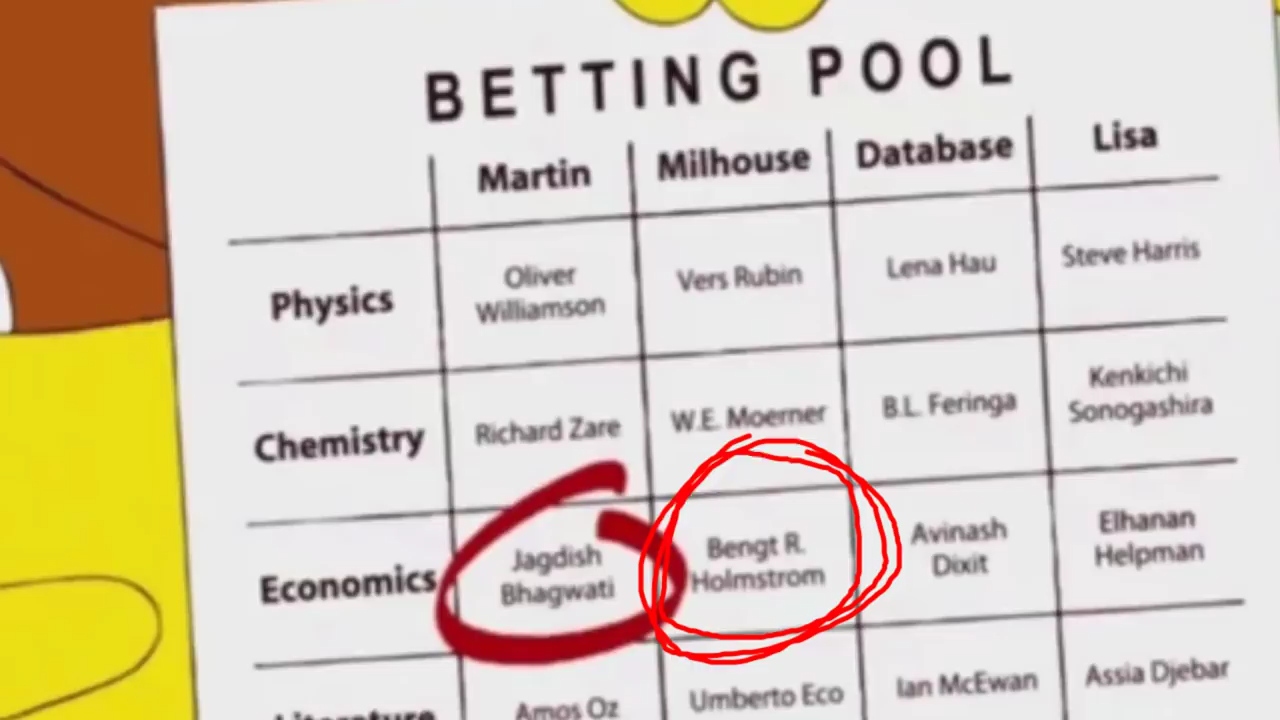 BETTING POOL
Martin Milhouse Database Lisa
Physics Oliver Williamson Vers Rubin Lena Hau Steve Harris
Chemistry Richard Zare W.E. Moerner B.L. Feringa Kenkichi Sonogashira
Economics Jagdish Bhagwati Bengt R. Holmstrom Avinash Dixit Elhanan Helpman
Literature Amos Oz Umberto Eco Ian McEwan Assia Djebar